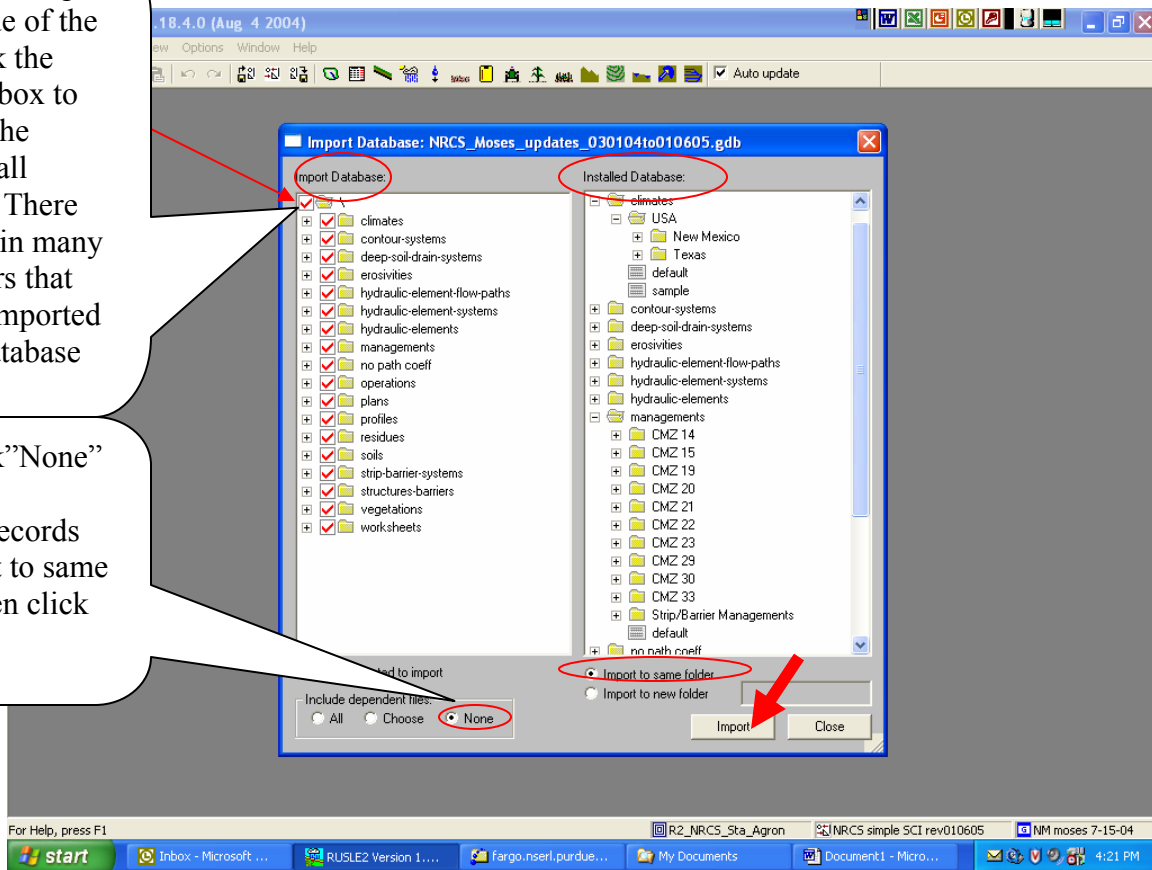 e of the
k the
box to
he
all
There
in many
rs that
mported
tabase
k"None"
ecords
t to same
en click
.18.4.0 (Aug 4 2004)
ew Options Window Help
Auto update
Import Database: NRCS_Moses_updates_030104to010605.gdb
Import Database:
\
climates
contour-systems
deep-soil-drain-systems
erosivities
hydraulic-element-flow-paths
hydraulic-element-systems
hydraulic-elements
managements
no path coeff
operations
plans
profiles
residues
soils
strip-barrier-systems
structures-barriers
vegetations
worksheets
Installed Database:
climates
USA
New Mexico
Texas
default
sample
contour-systems
deep-soil-drain-systems
erosivities
hydraulic-element-flow-paths
hydraulic-element-systems
hydraulic-elements
managements
CMZ 14
CMZ 15
CMZ 19
CMZ 20
CMZ 21
CMZ 22
CMZ 23
CMZ 29
CMZ 30
CMZ 33
Strip/Barrier Managements
default
no path coeff
to import
Include dependent files:
All Choose None
Import to same folder
Import to new folder
Import Close
For Help, press F1
R2_NRCS_Sta_Agron NRCS simple SCI rev010605 NM moses 7-15-04
start Inbox - Microsoft ... RUSLE2 Version 1.... fargo.nserl.purdue... My Documents Document1 - Micro... 4:21 PM